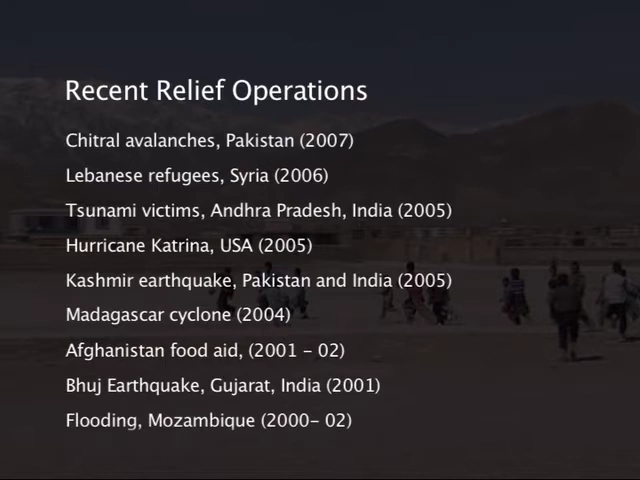 Recent Relief Operations
Chitral avalanches, Pakistan (2007)
Lebanese refugees, Syria (2006)
Tsunami victims, Andhra Pradesh, India (2005)
Hurricane Katrina, USA (2005)
Kashmir earthquake, Pakistan and India (2005)
Madagascar cyclone (2004)
Afghanistan food aid, (2001 - 02)
Bhuj Earthquake, Gujarat, India (2001)
Flooding, Mozambique (2000- 02)